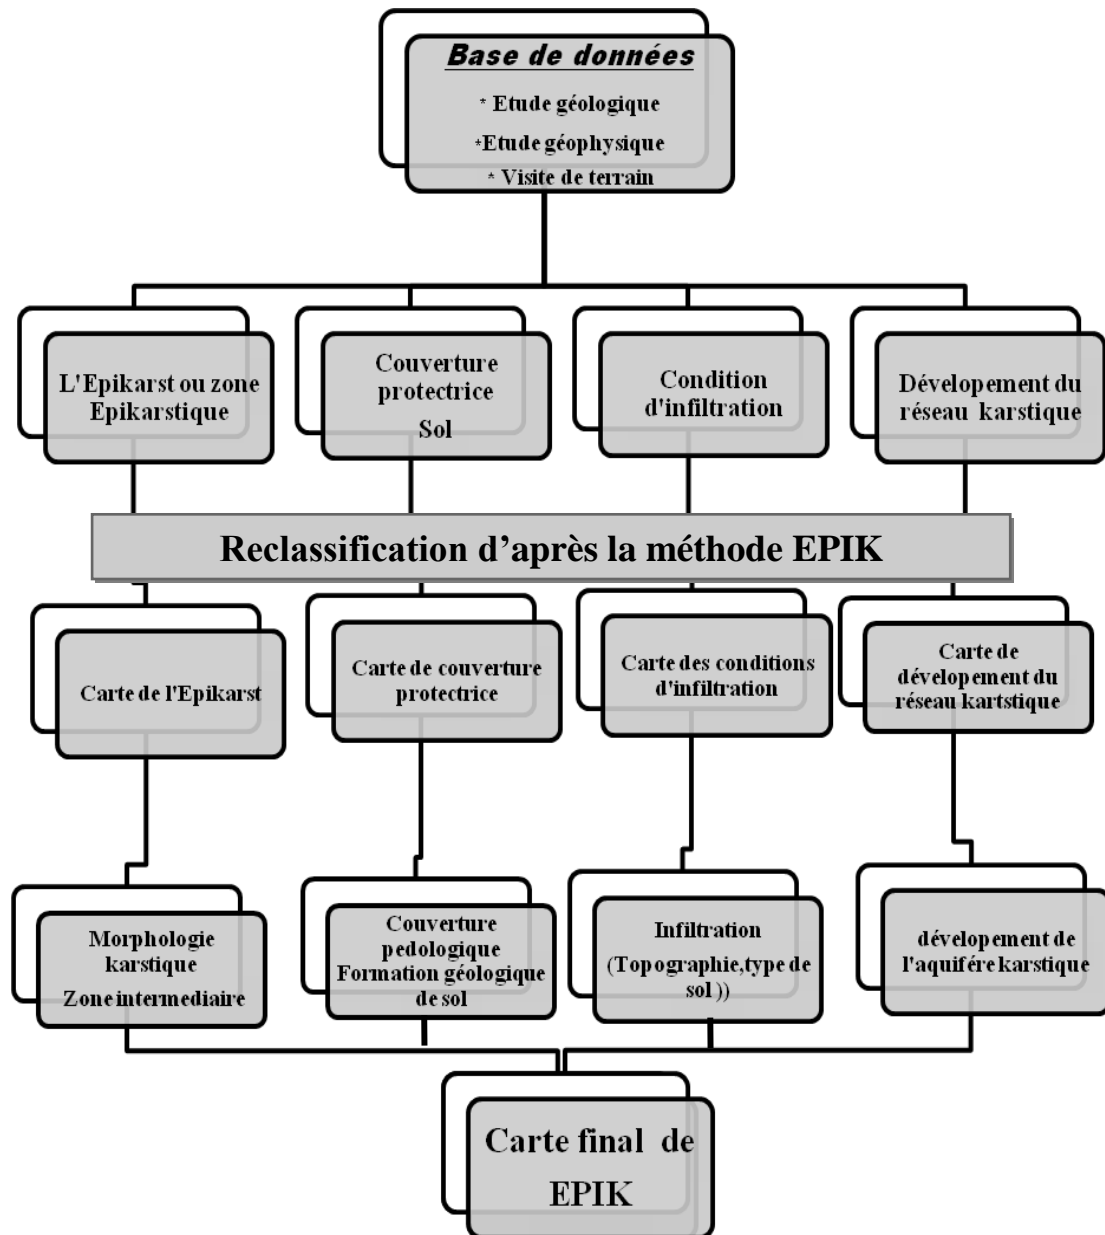 Base de données
* Etude géologique
*Etude géophysique
* Visite de terrain
L'Epikarst ou zone
Epikarstique
Couverture
protectrice
Sol
Condition
d'infiltration
Dévelopement du
réseau karstique
Reclassification d’après la méthode EPIK
Carte de l'Epikarst
Carte de couverture
protectrice
Carte des conditions
d'infiltration
Carte de
dévelopement du
réseau kartstique
Morphologie
karstique
Zone intermediaire
Couverture
pedologique
Formation géologique
de sol
Infiltration
(Topographie,type de
sol ))
dévelopement de
l'aquifére karstique
Carte final de
EPIK